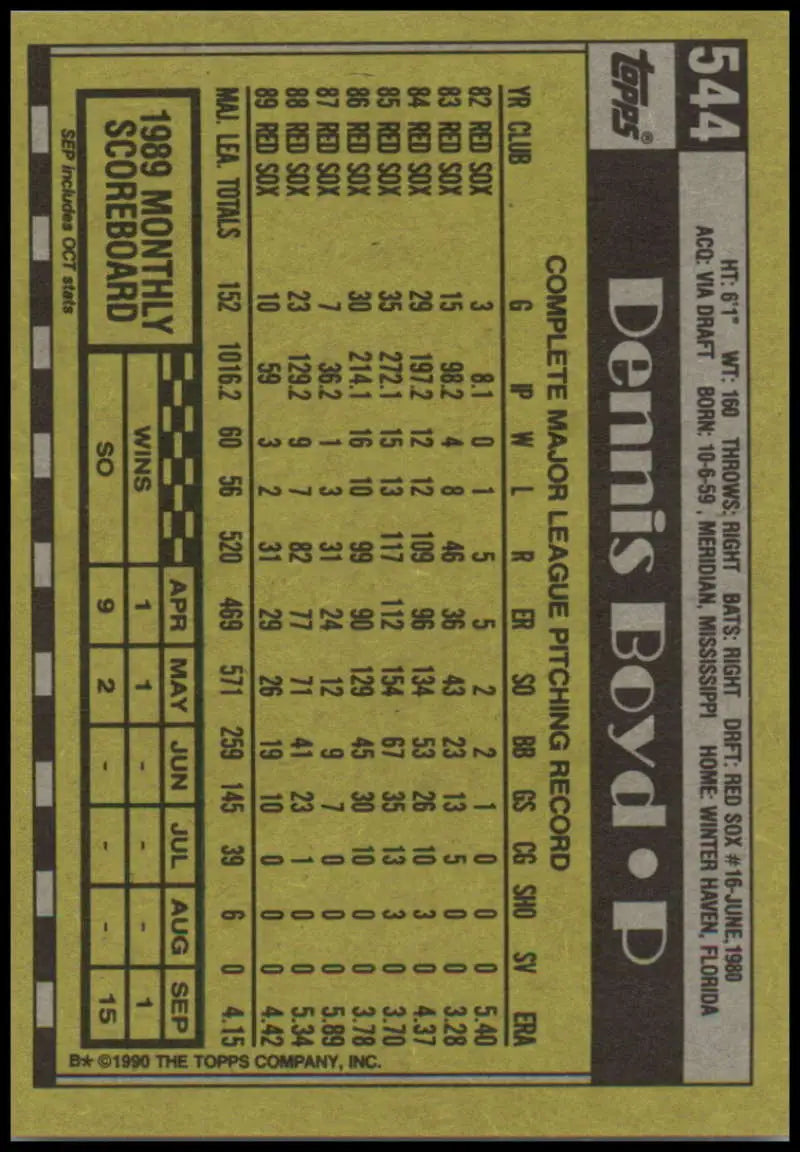 544
topps®
HT: 6'1" WT: 160 THROWS: RIGHT BATS: RIGHT DRFT: RED SOX #16-JUNE,1980
ACQ: VIA DRAFT BORN: 10-6-59 , MERIDIAN, MISSISSIPPI HOME: WINTER HAVEN, FLORIDA
Dennis Boyd • P
COMPLETE MAJOR LEAGUE PITCHING RECORD
YR CLUB G IP W L R ER SO BB GS CG SHO SV ERA
82 RED SOX 3 8.1 0 1 5 5 2 2 1 0 0 0 5.40
83 RED SOX 15 98.2 4 8 46 36 43 23 13 5 0 0 3.28
84 RED SOX 29 197.2 12 12 109 96 134 53 26 10 3 0 4.37
85 RED SOX 35 272.1 15 13 117 112 154 67 35 13 3 0 3.70
86 RED SOX 30 214.1 16 10 99 90 129 45 30 10 0 0 3.78
87 RED SOX 7 36.2 1 3 31 24 12 9 7 0 0 0 5.89
88 RED SOX 23 129.2 9 7 82 77 71 41 23 1 0 0 5.34
89 RED SOX 10 59 3 2 31 29 26 19 10 0 0 0 4.42
MAJ. LEA. TOTALS 152 1016.2 60 56 520 469 571 259 145 39 6 0 4.15
1989 MONTHLY
SCOREBOARD
APR MAY JUN JUL AUG SEP
WINS 1 1 - - - 1
SO 9 2 - - - 15
SEP includes OCT stats
B* ©1990 THE TOPPS COMPANY, INC.